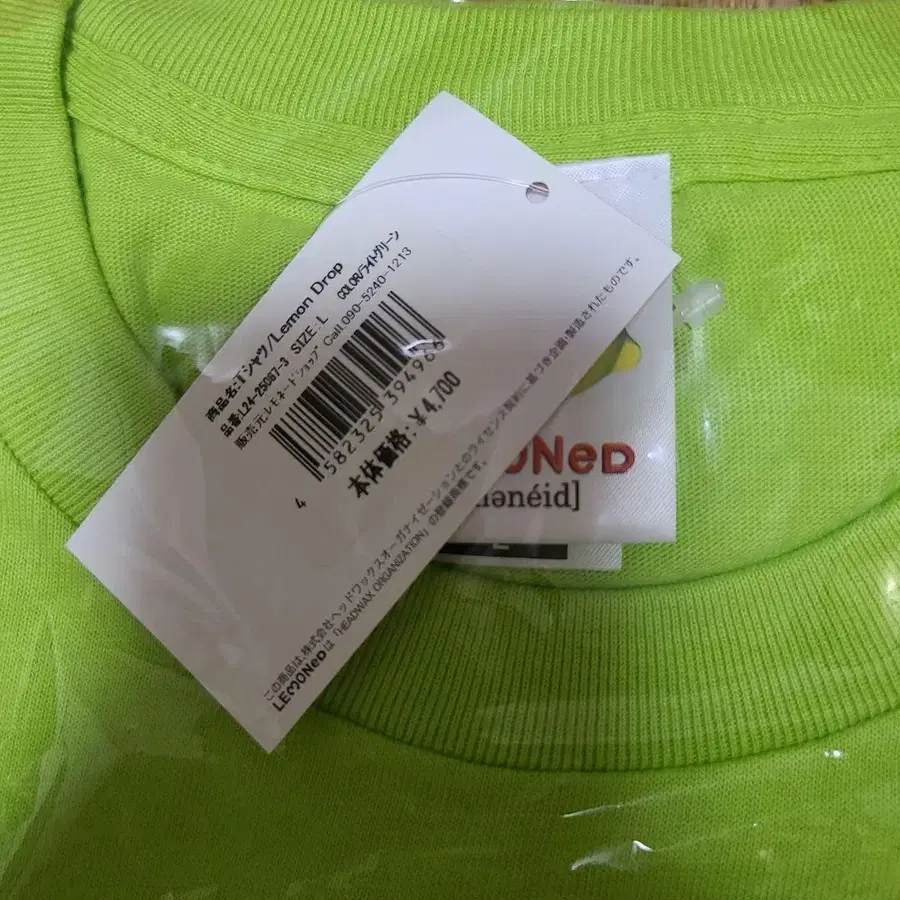 商品名:Tシャツ/Lemon Drop
品番:L24-25087-3 SIZE:L COLOR/ライトグリーン
販売元:レモネードショップ Call.090-5240-1213
4 582325 394966
本体価格:￥4,700
この商品は、株式会社ヘッドワックスオーガナイゼーションとのライセンス契約に基づき企画・製造されたものです。
LEMONeDは「HEADWAX ORGANIZATION」の登録商標です。
MONeD
mənéid]
L